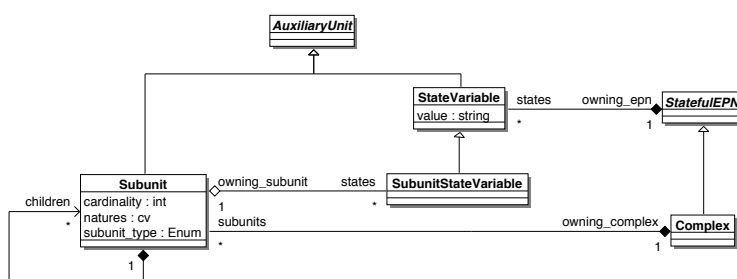 AuxiliaryUnit
StateVariable
value : string
states
owning_epn
*
1
StatefulEPN
Subunit
cardinality : int
natures : cv
subunit_type : Enum
owning_subunit
states
1
*
SubunitStateVariable
children
*
subunits
owning_complex
*
1
Complex
1